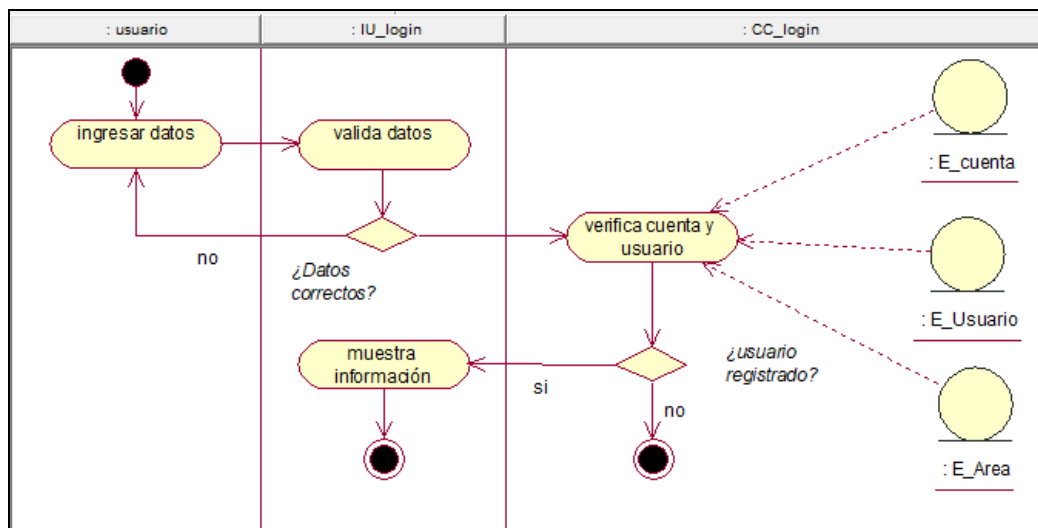 : usuario
: IU_login
: CC_login
ingresar datos
valida datos
: E_cuenta
verifica cuenta y
usuario
no
¿Datos
correctos?
: E_Usuario
muestra
información
¿usuario
registrado?
si
no
: E_Area